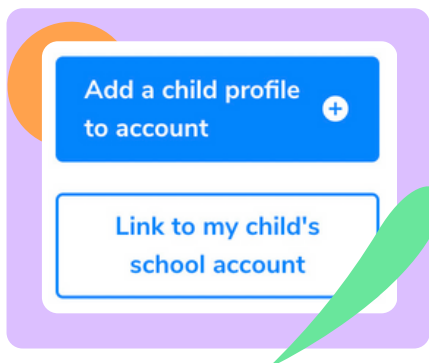 Add a child profile
to account
Link to my child's
school account